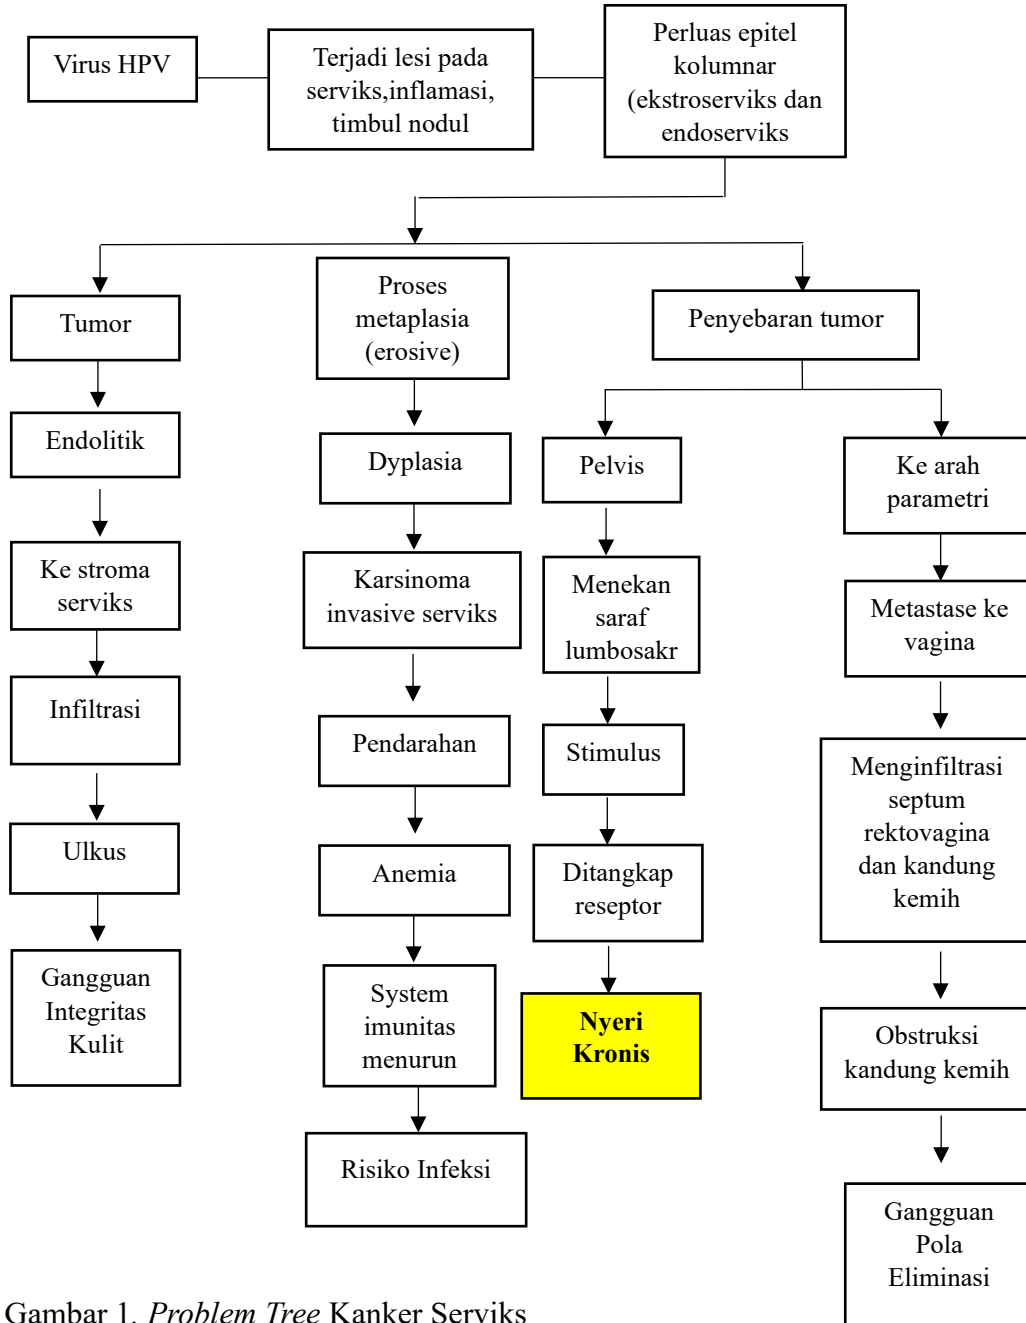 Virus HPV
Terjadi lesi pada
serviks,inflamasi,
timbul nodul
Perluas epitel
kolumnar
(ekstroserviks dan
endoserviks
Tumor
Endolitik
Ke stroma
serviks
Infiltrasi
Ulkus
Gangguan
Integritas
Kulit
Proses
metaplasia
(erosive)
Dyplasia
Karsinoma
invasive serviks
Pendarahan
Anemia
System
imunitas
menurun
Risiko Infeksi
Penyebaran tumor
Pelvis
Menekan
saraf
lumbosakr
Stimulus
Ditangkap
reseptor
Nyeri
Kronis
Ke arah
parametri
Metastase ke
vagina
Menginfiltrasi
septum
rektovagina
dan kandung
kemih
Obstruksi
kandung kemih
Gangguan
Pola
Eliminasi
Gambar 1. Problem Tree Kanker Serviks